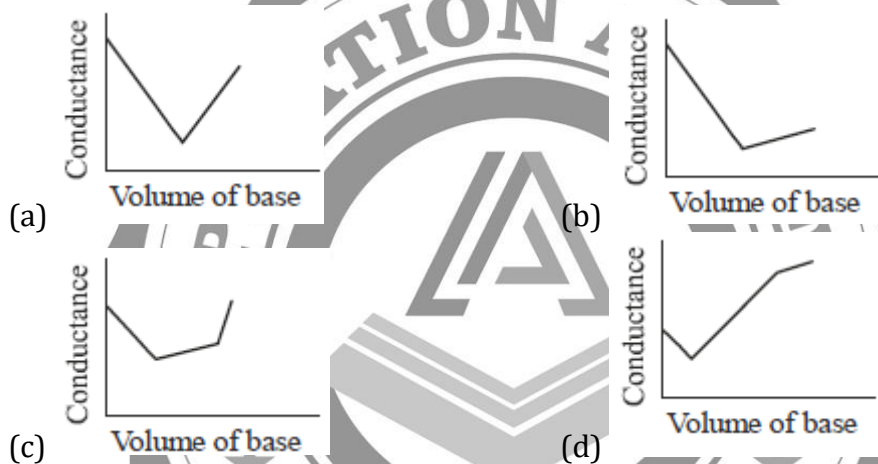 Conductance
Volume of base
(a)
Conductance
Volume of base
(b)
Conductance
Volume of base
(c)
Conductance
Volume of base
(d)